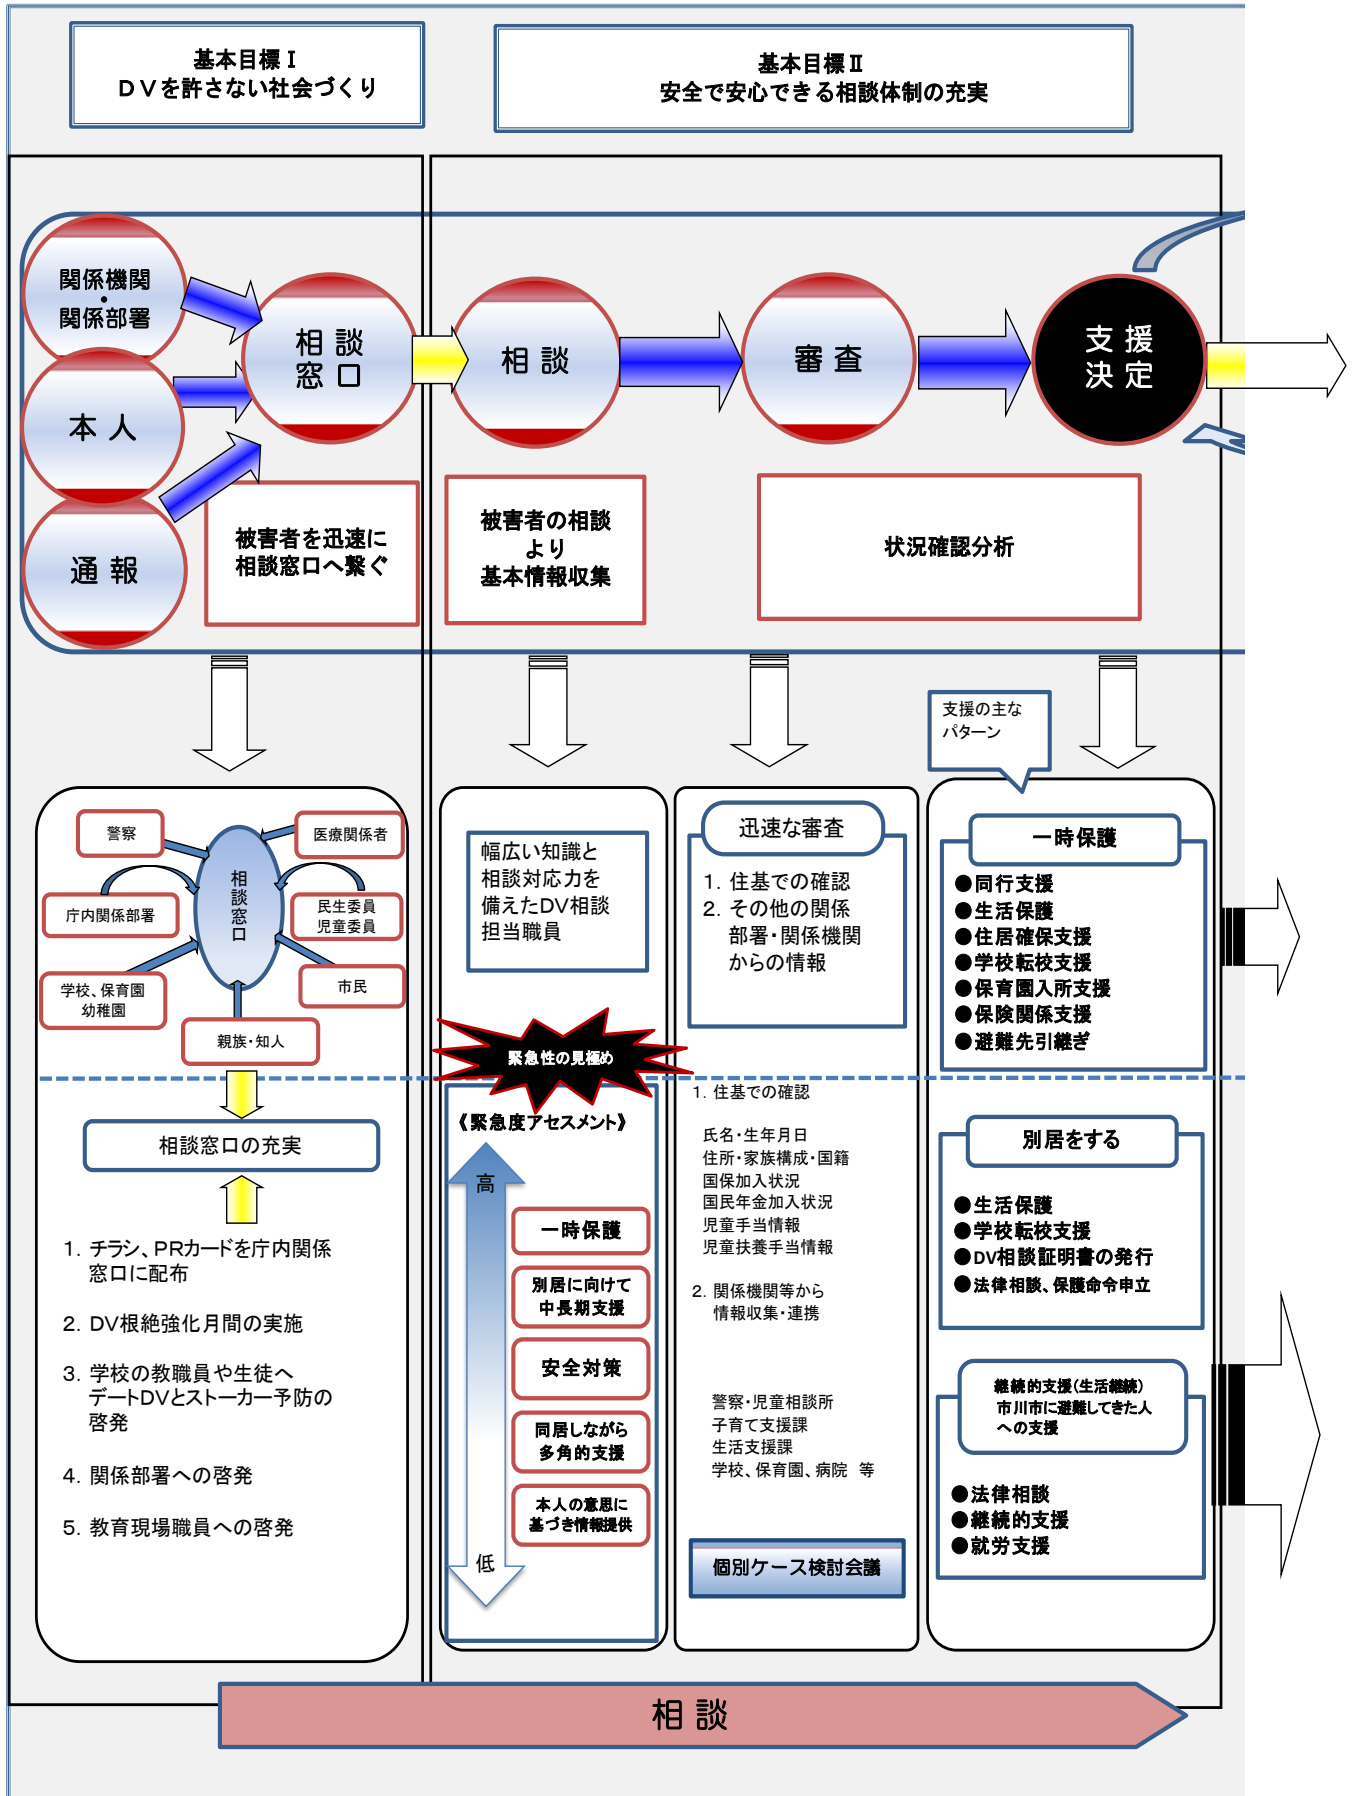 基本目標Ⅰ
ＤＶを許さない社会づくり
基本目標Ⅱ
安全で安心できる相談体制の充実
関係機関
・
関係部署
本人
通報
相談
窓口
相談
審査
支援
決定
被害者を迅速に
相談窓口へ繋ぐ
被害者の相談
より
基本情報収集
状況確認分析
支援の主な
パターン
警察
医療関係者
庁内関係部署
相談窓口
民生委員
児童委員
学校、保育園
幼稚園
市民
親族・知人
相談窓口の充実
1. チラシ、PRカードを庁内関係
窓口に配布
2. DV根絶強化月間の実施
3. 学校の教職員や生徒へ
デートDVとストーカー予防の
啓発
4. 関係部署への啓発
5. 教育現場職員への啓発
幅広い知識と
相談対応力を
備えたDV相談
担当職員
緊急性の見極め
《緊急度アセスメント》
高
一時保護
別居に向けて
中長期支援
安全対策
同居しながら
多角的支援
本人の意思に
基づき情報提供
低
迅速な審査
1. 住基での確認
2. その他の関係
部署・関係機関
からの情報
1. 住基での確認
氏名・生年月日
住所・家族構成・国籍
国保加入状況
国民年金加入状況
児童手当情報
児童扶養手当情報
2. 関係機関等から
情報収集・連携
警察・児童相談所
子育て支援課
生活支援課
学校、保育園、病院 等
個別ケース検討会議
一時保護
●同行支援
●生活保護
●住居確保支援
●学校転校支援
●保育園入所支援
●保険関係支援
●避難先引継ぎ
別居をする
●生活保護
●学校転校支援
●DV相談証明書の発行
●法律相談、保護命令申立
継続的支援(生活継続)
市川市に避難してきた人
への支援
●法律相談
●継続的支援
●就労支援
相談